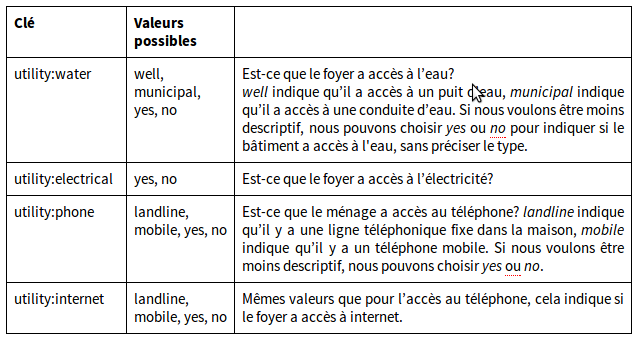 Clé
Valeurs
possibles
utility:water
well,
municipal,
yes, no
Est-ce que le foyer a accès à l’eau?
well indique qu’il a accès à un puit d’eau, municipal indique
qu’il a accès à une conduite d’eau. Si nous voulons être moins
descriptif, nous pouvons choisir yes ou no pour indiquer si le
bâtiment a accès à l'eau, sans préciser le type.
utility:electrical
yes, no
Est-ce que le foyer a accès à l’électricité?
utility:phone
landline,
mobile, yes, no
Est-ce que le ménage a accès au téléphone? landline indique
qu’il y a une ligne téléphonique fixe dans la maison, mobile
indique qu’il y a un téléphone mobile. Si nous voulons être
moins descriptif, nous pouvons choisir yes ou no.
utility:internet
landline,
mobile, yes, no
Mêmes valeurs que pour l’accès au téléphone, cela indique si
le foyer a accès à internet.